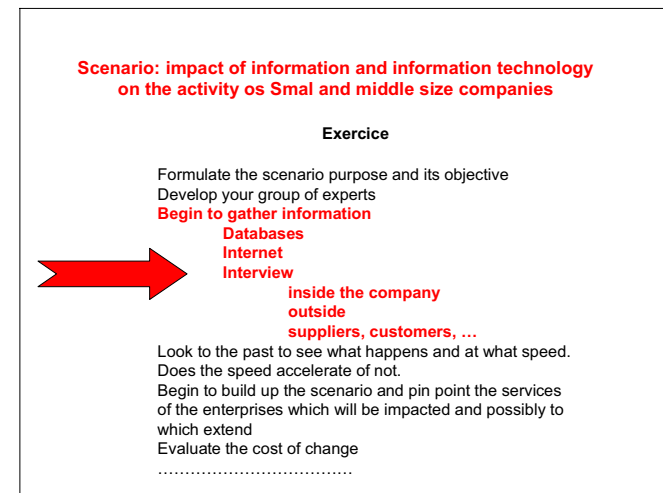 Scenario: impact of information and information technology
on the activity os Smal and middle size companies
Exercice
Formulate the scenario purpose and its objective
Develop your group of experts
Begin to gather information
Databases
Internet
Interview
inside the company
outside
suppliers, customers, …
Look to the past to see what happens and at what speed.
Does the speed accelerate of not.
Begin to build up the scenario and pin point the services
of the enterprises which will be impacted and possibly to
which extend
Evaluate the cost of change
………………………………